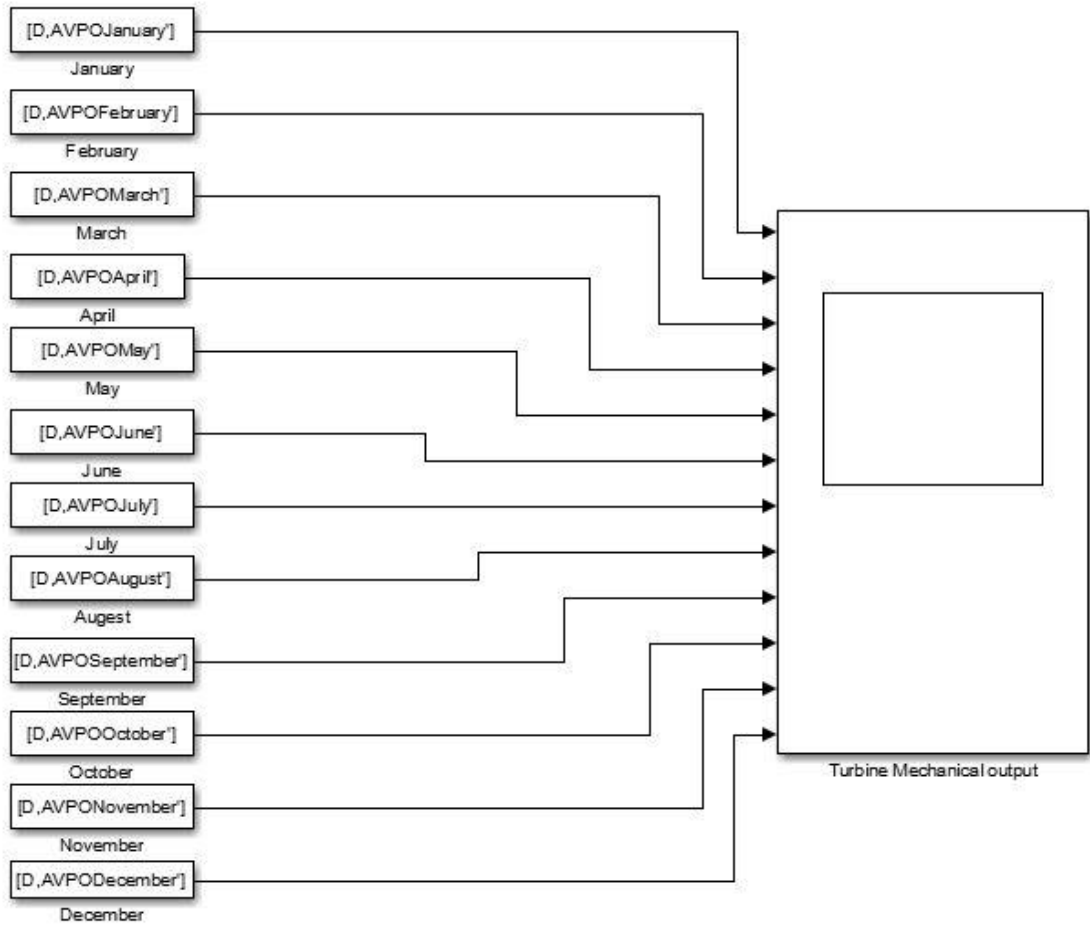 [D,AVPOJanuary']
January
[D,AVPOFebruary']
February
[D,AVPOMarch']
March
[D,AVPOApril']
April
[D,AVPOMay']
May
[D,AVPOJune']
June
[D,AVPOJuly']
July
[D,AVPOAugust']
Augest
[D,AVPOSeptember']
September
[D,AVPOOctober']
October
[D,AVPONovember']
November
[D,AVPODecember']
December
Turbine Mechanical output